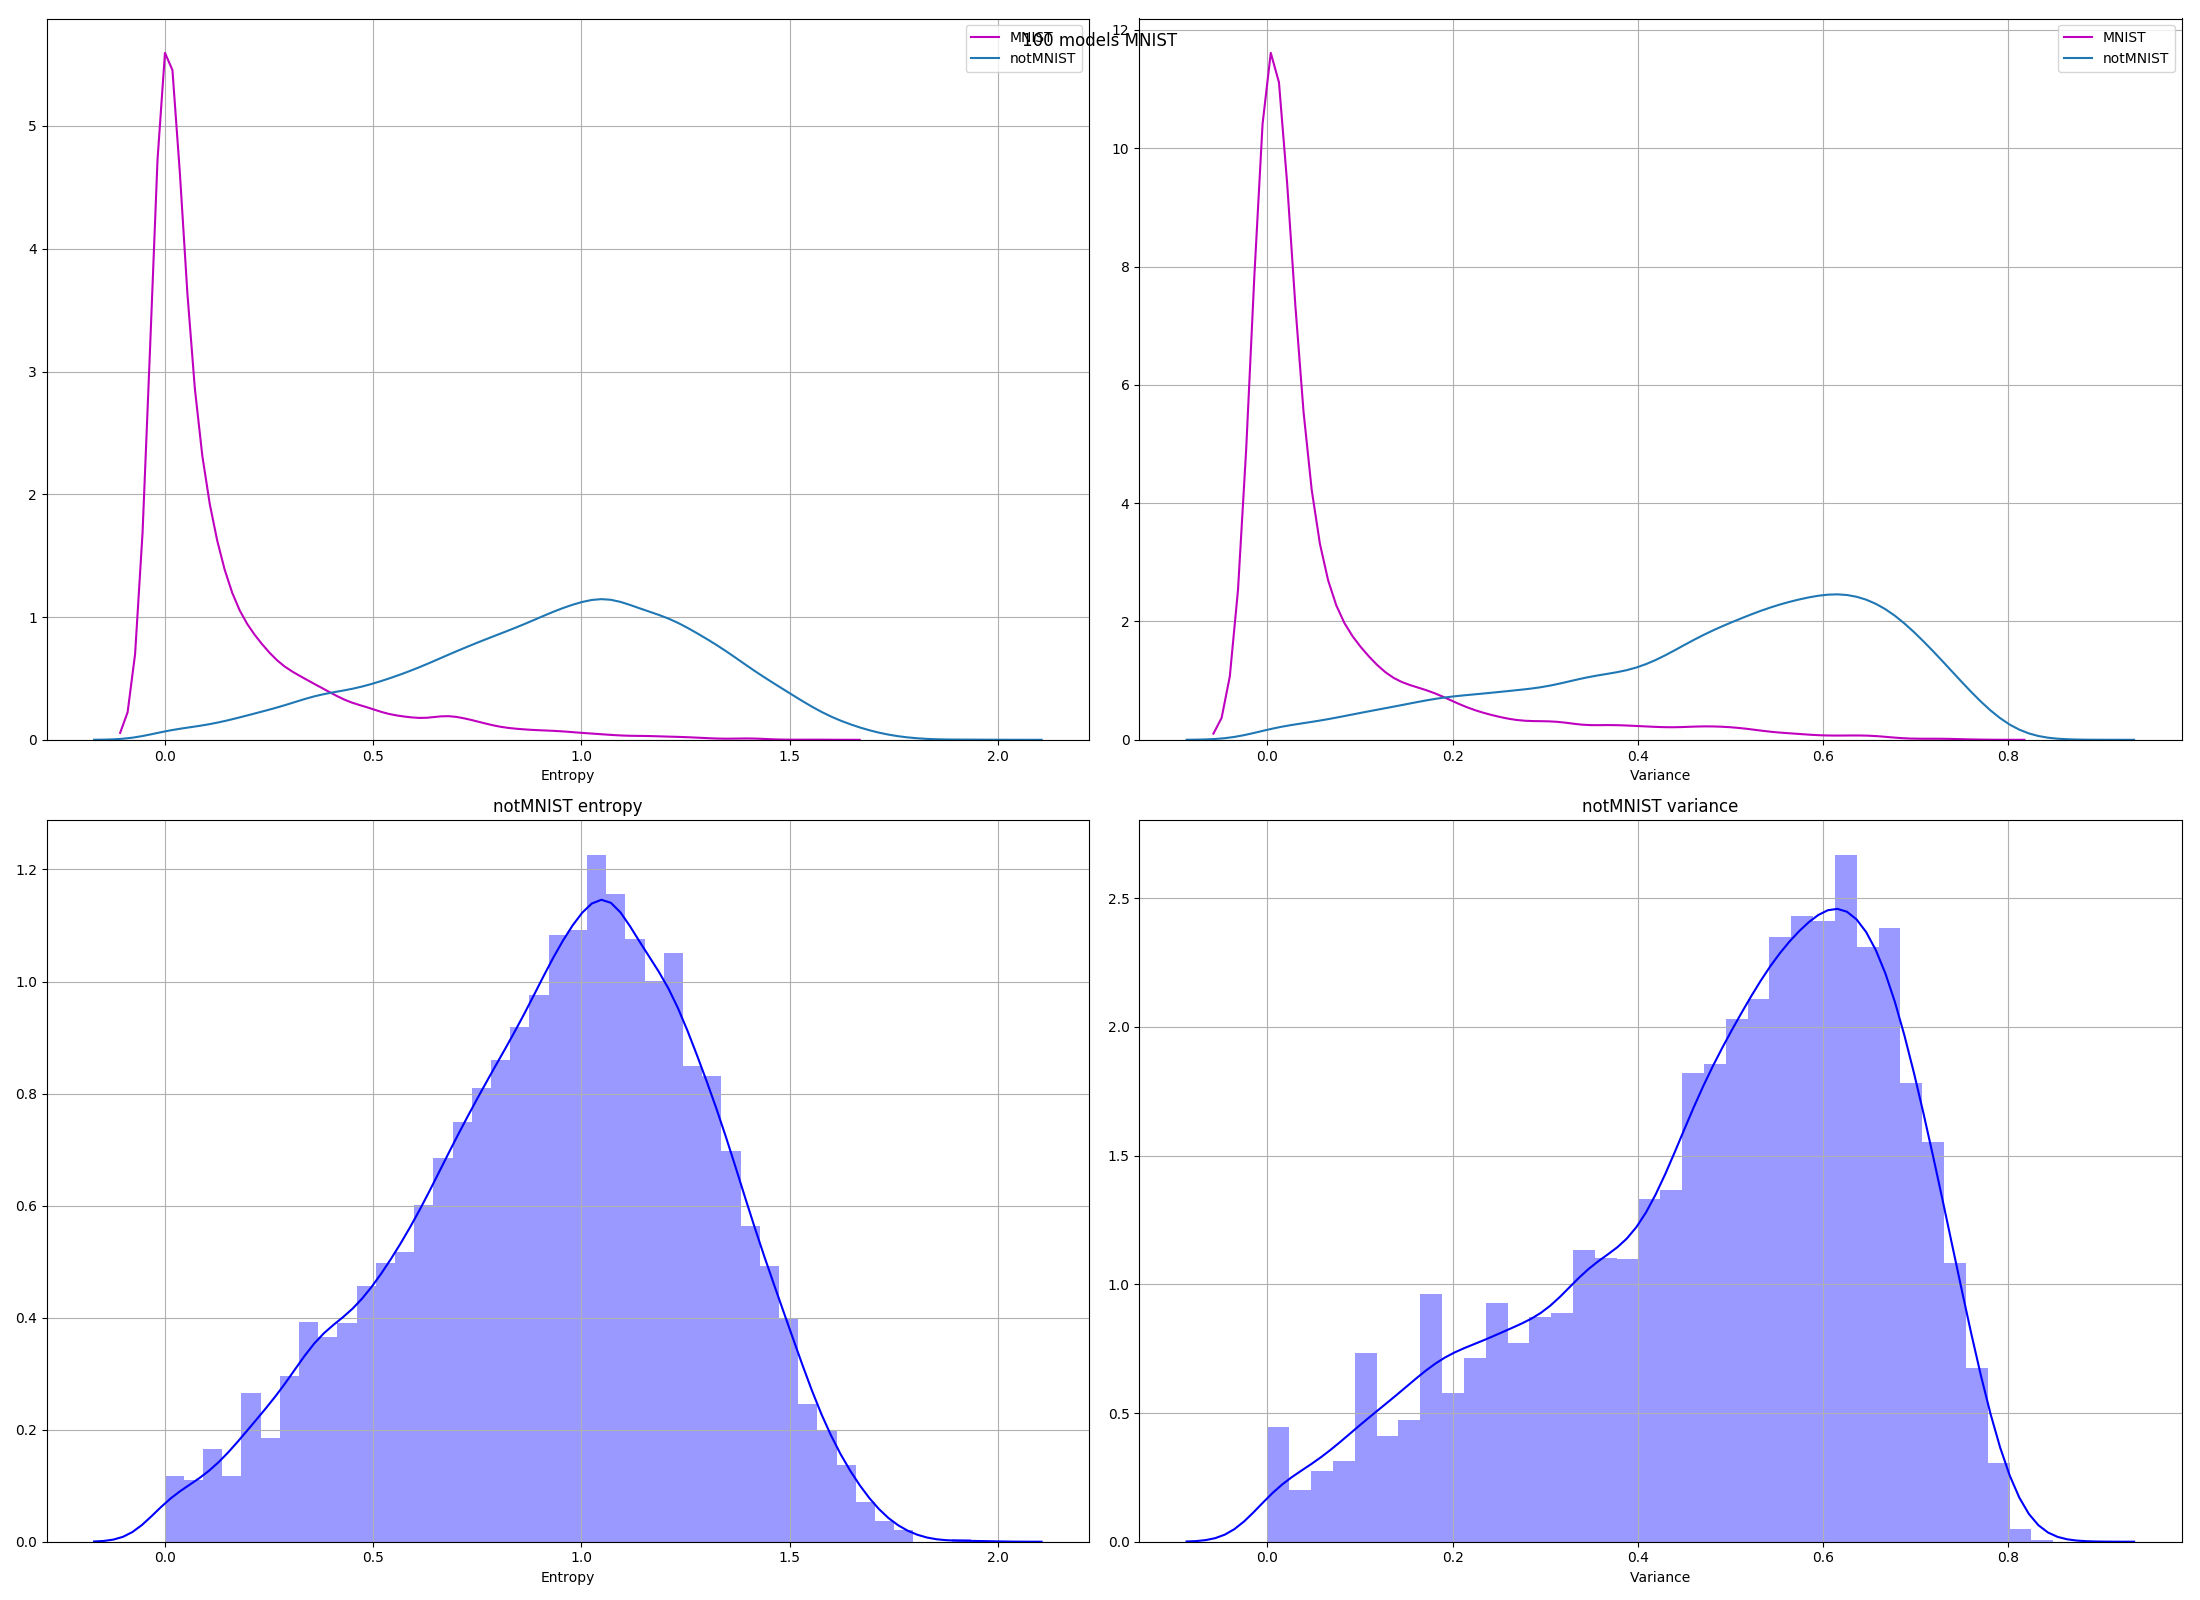 100 models MNIST
MNIST
notMNIST
5
4
3
2
1
0
0.0 0.5 1.0 1.5 2.0
Entropy
MNIST
notMNIST
12
10
8
6
4
2
0
0.0 0.2 0.4 0.6 0.8
Variance
notMNIST entropy
1.2
1.0
0.8
0.6
0.4
0.2
0.0
0.0 0.5 1.0 1.5 2.0
Entropy
notMNIST variance
2.5
2.0
1.5
1.0
0.5
0.0
0.0 0.2 0.4 0.6 0.8
Variance